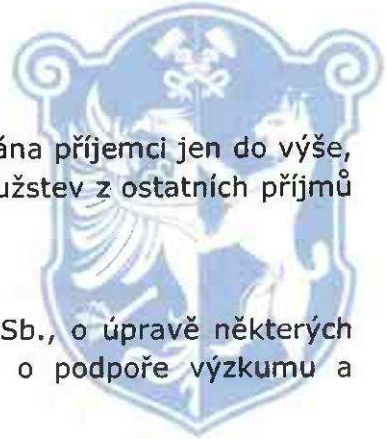 ána příjemci jen do výše,
užstev z ostatních příjmů
Sb., o úpravě některých
o podpoře výzkumu a